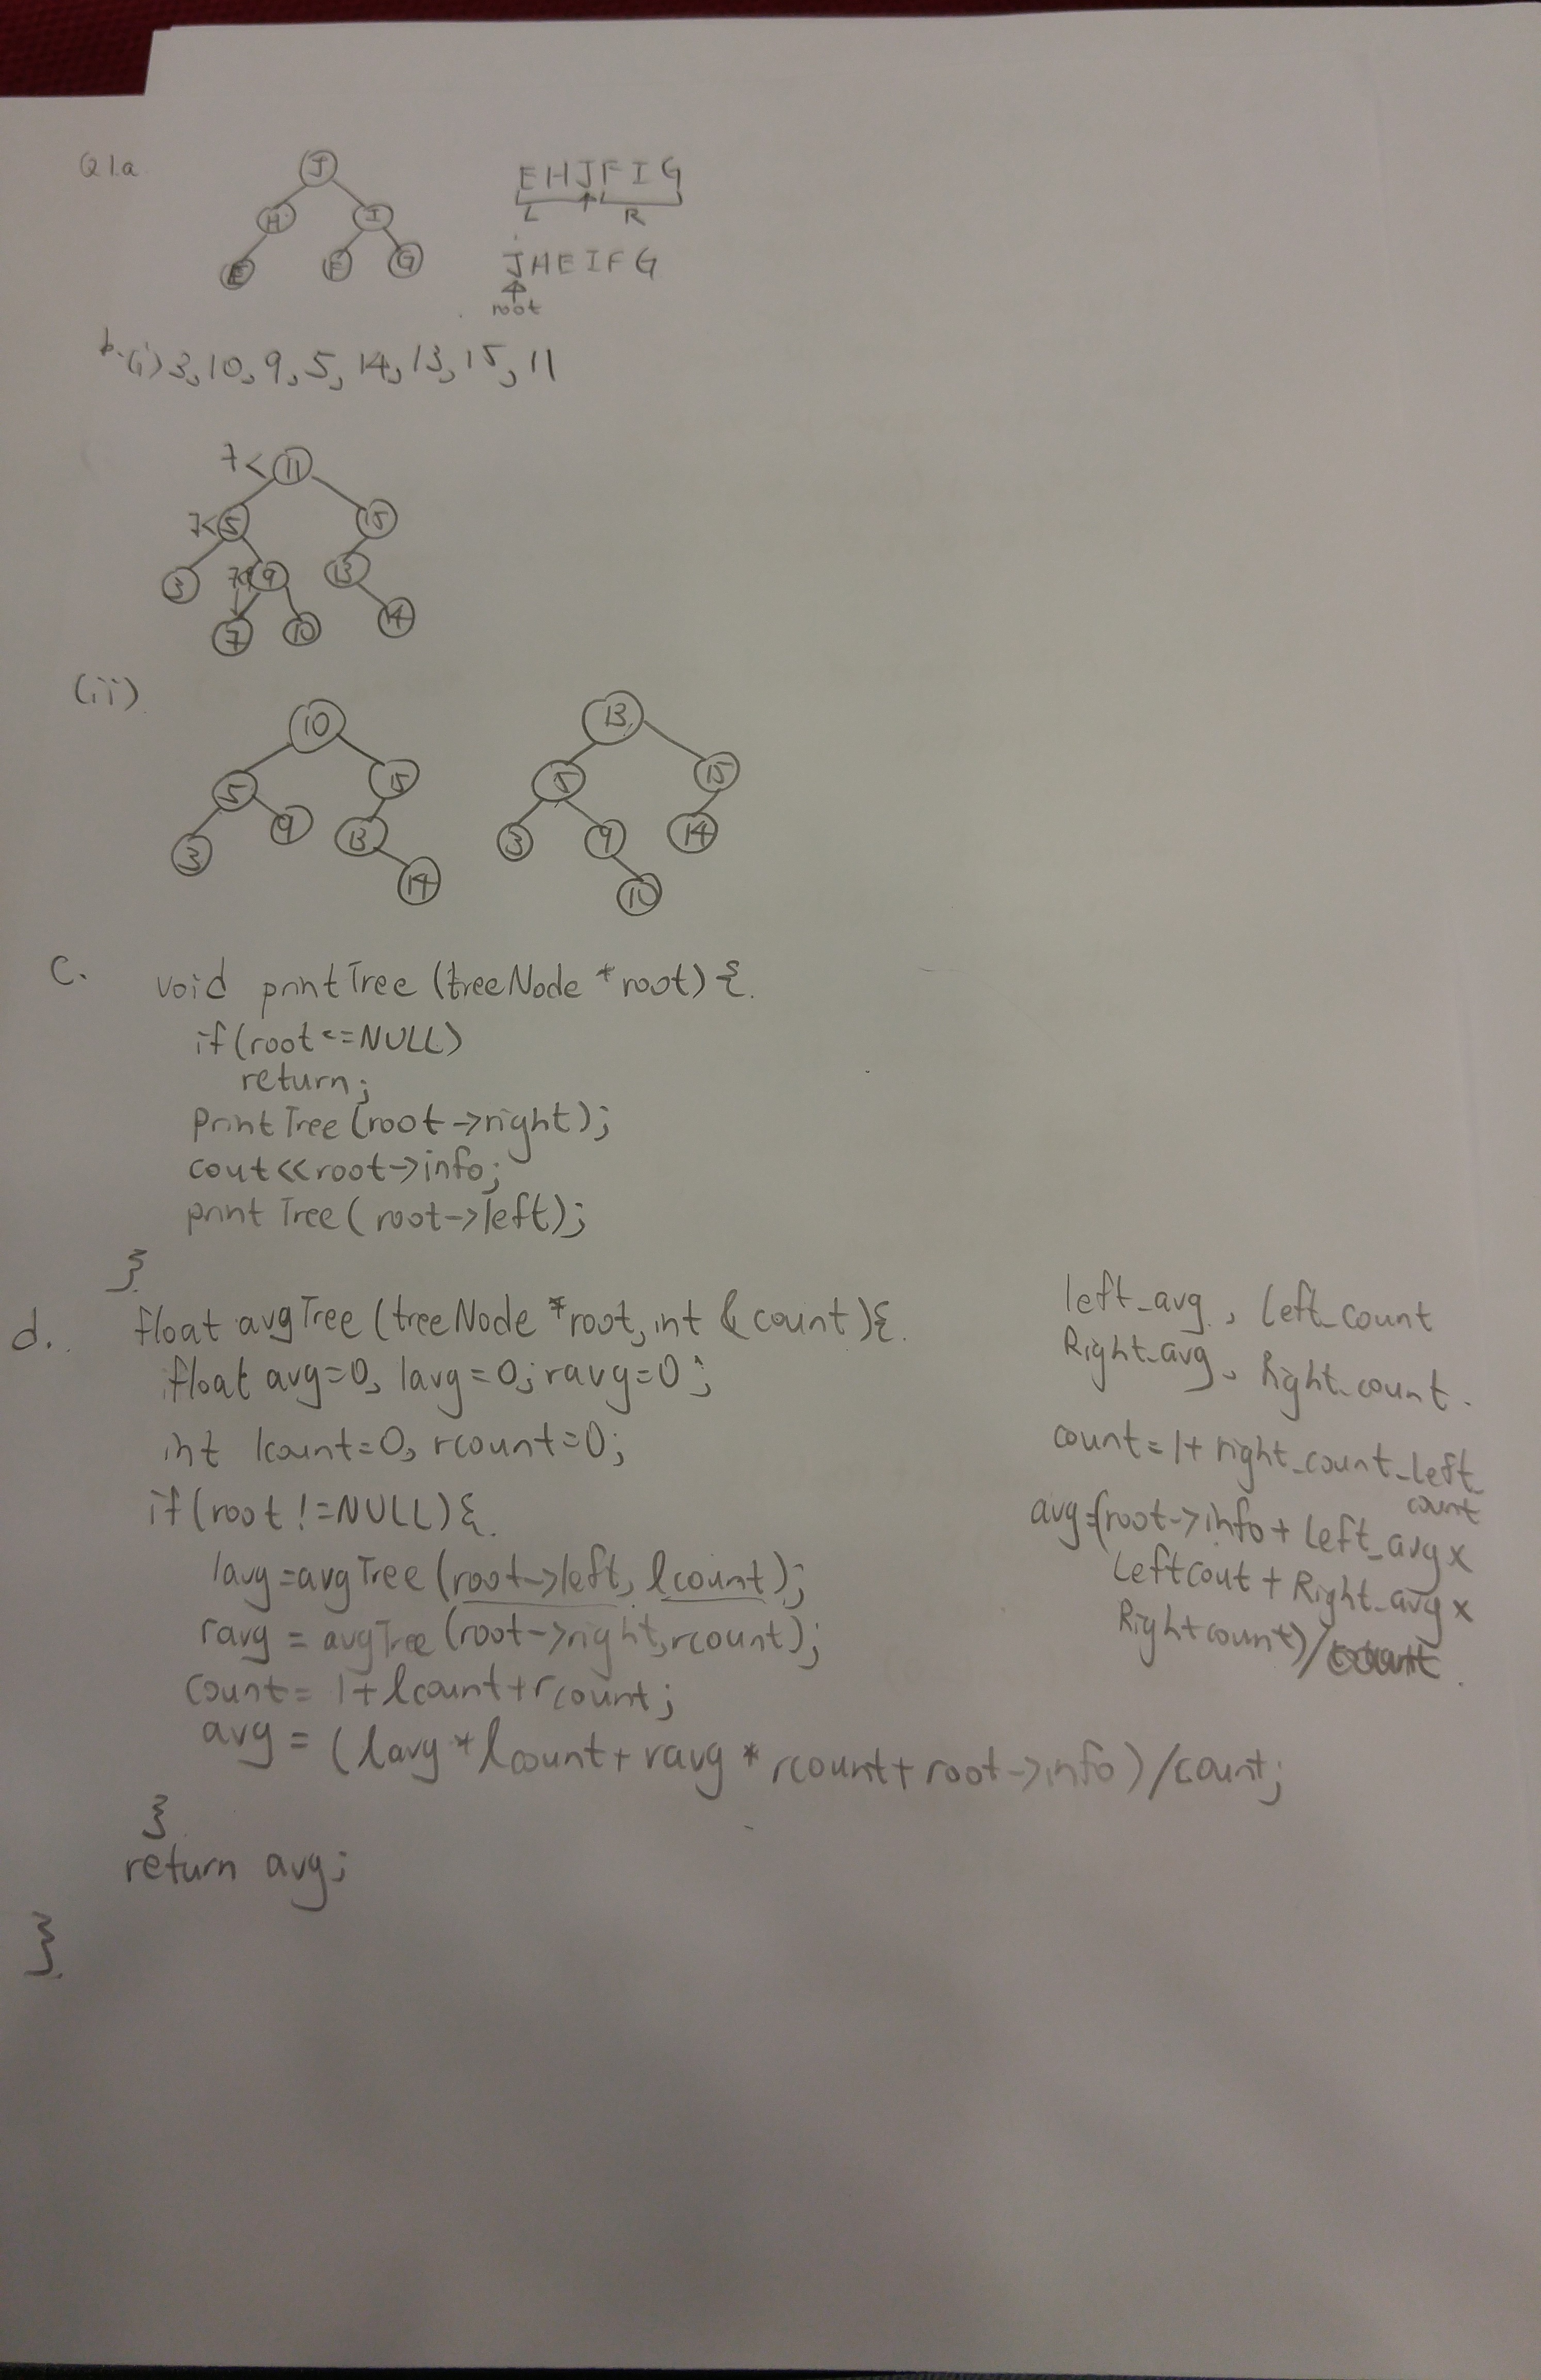 Q1.a
J
H I
E F G
EHJFIG
L R
JHEIFG
root
b.(i) 3, 10, 9, 5, 14, 13, 15, 11
7< 11
7< 5 15
3 9 13
7 10 14
(ii)
10
5 15
3 9 13
14
13
5 15
3 9 14
10
c. void printTree (treeNode *root) {
if(root==NULL)
return;
printTree(root->right);
cout<<root->info;
printTree(root->left);
}
d. float avgTree (treeNode *root, int & count){
float avg=0, lavg=0; ravg=0;
int lcount=0, rcount=0;
if(root !=NULL){
lavg=avgTree(root->left, lcount);
ravg = avgTree(root->right, rcount);
count= 1+lcount+rcount;
avg = (lavg*lcount+ravg*rcount+root->info)/count;
}
return avg;
}
left_avg, left_count
Right_avg, Right_count.
count=1+right_count_left_
count
avg=(root->info+left_avg x
Leftcout + Right_avg x
Rightcount)/count.